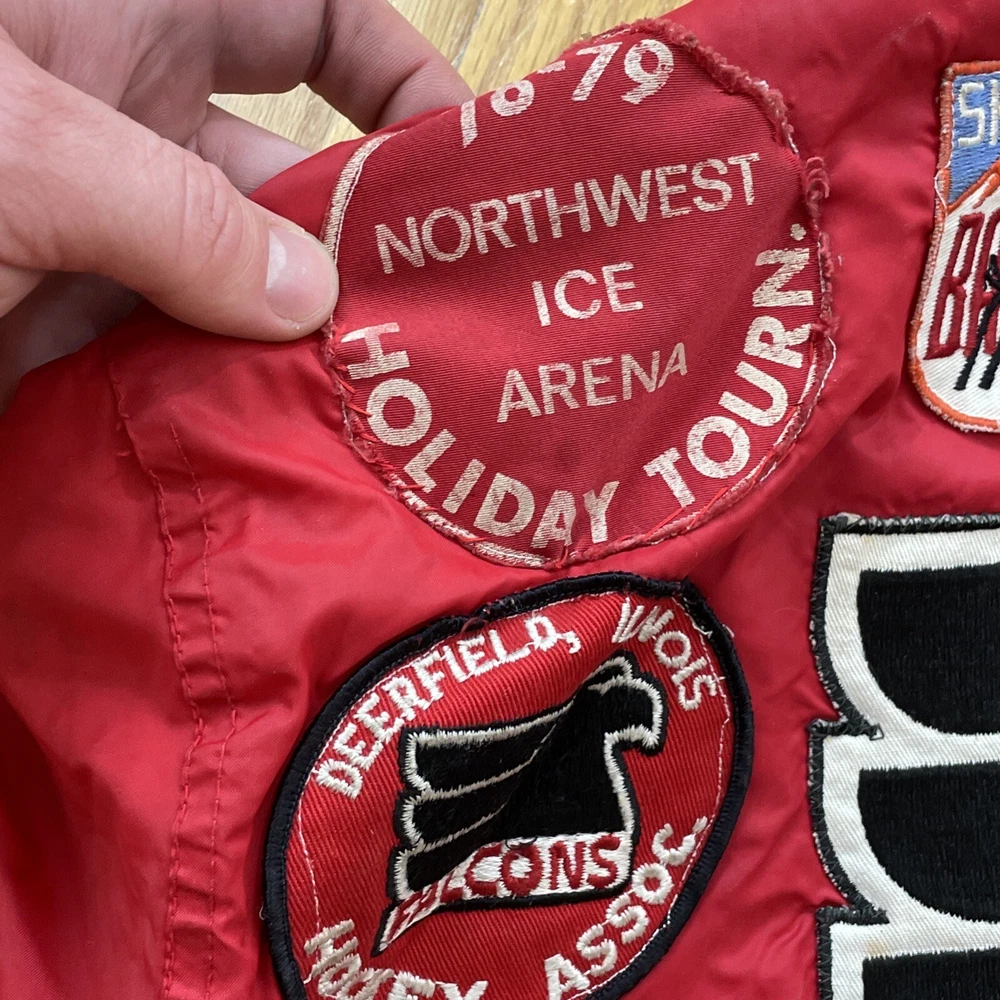 78-79
NORTHWEST
ICE
ARENA
HOLIDAY TOURN.
DEERFIELD, ILLINOIS
FALCONS
HOCKEY ASSOC.